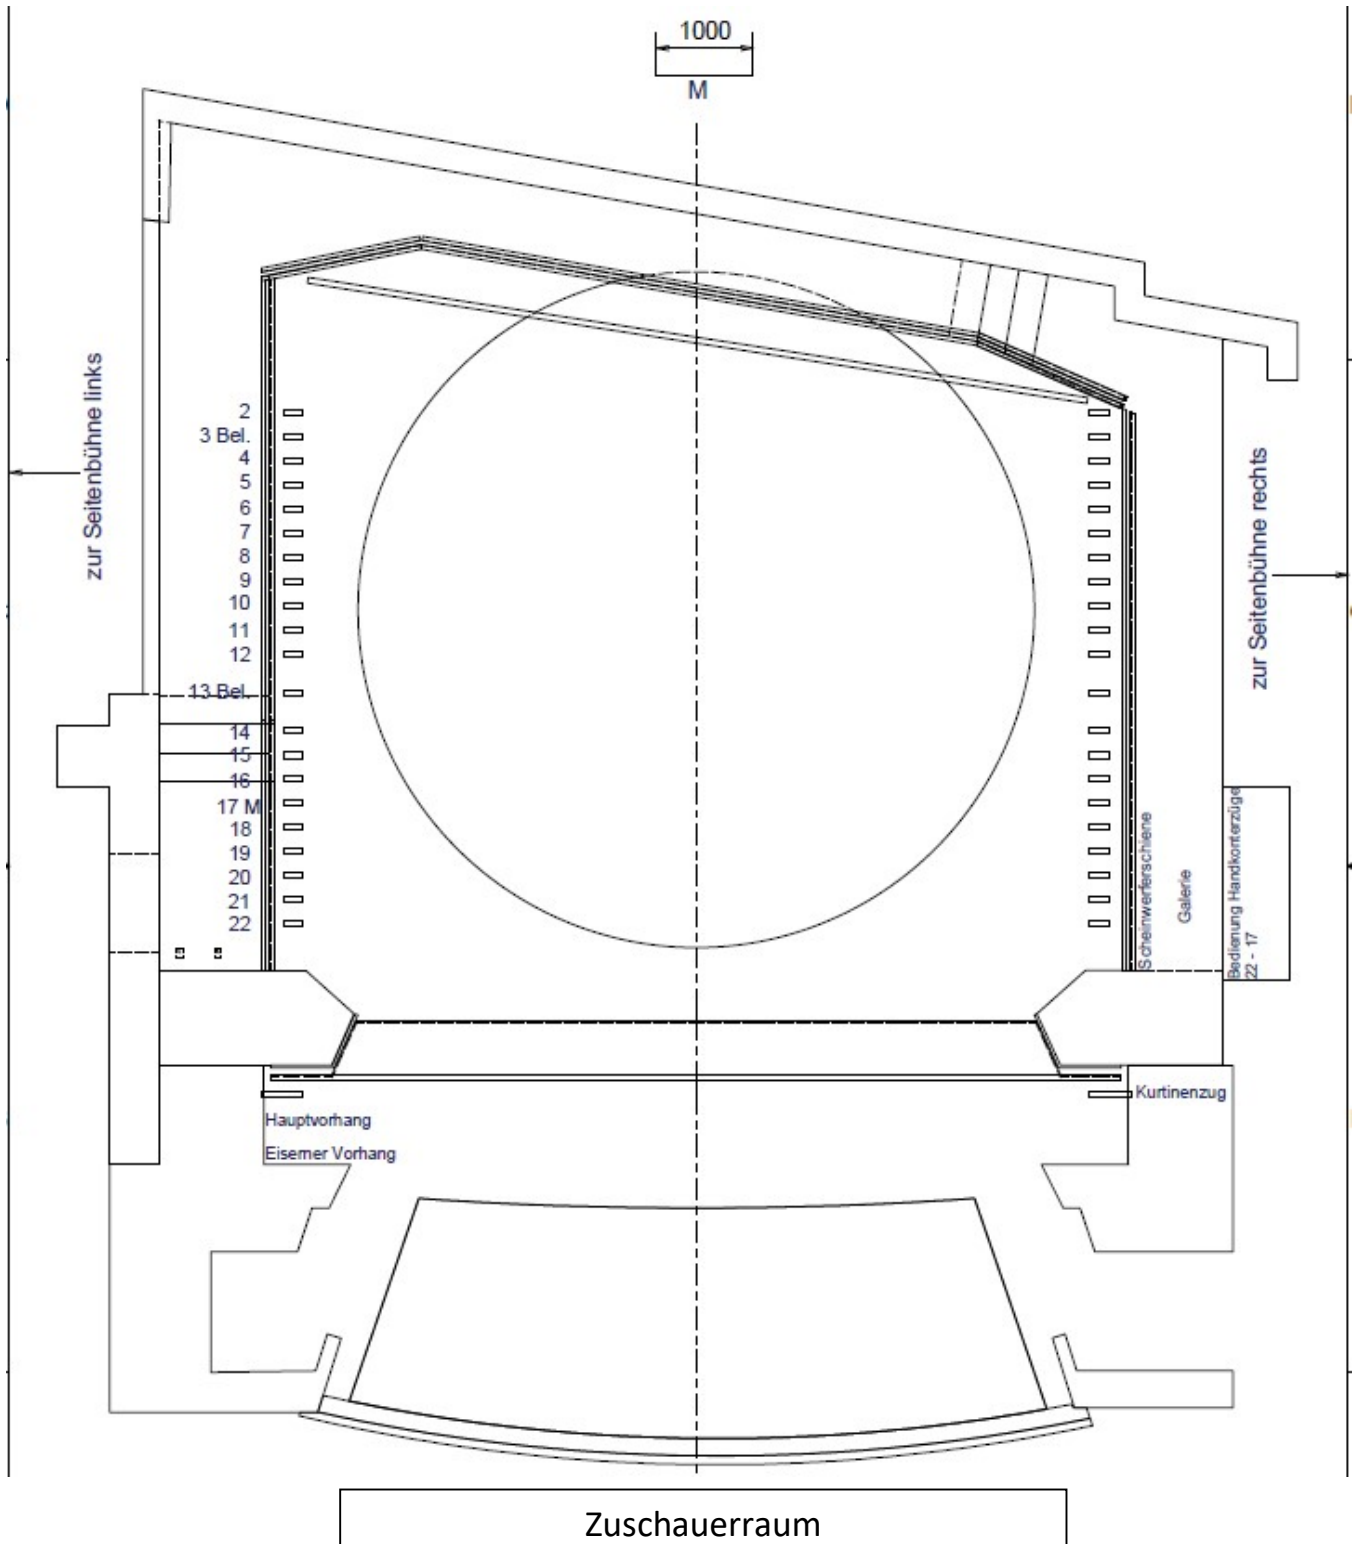 1000
M
zur Seitenbühne links
2
3 Bel.
4
5
6
7
8
9
10
11
12
13 Bel.
14
15
16
17 M
18
19
20
21
22
zur Seitenbühne rechts
Scheinwerferschiene
Galerie
Bedienung Handkonterzüge
22 - 17
Kurtinenzug
Hauptvorhang
Eiserner Vorhang
Zuschauerraum